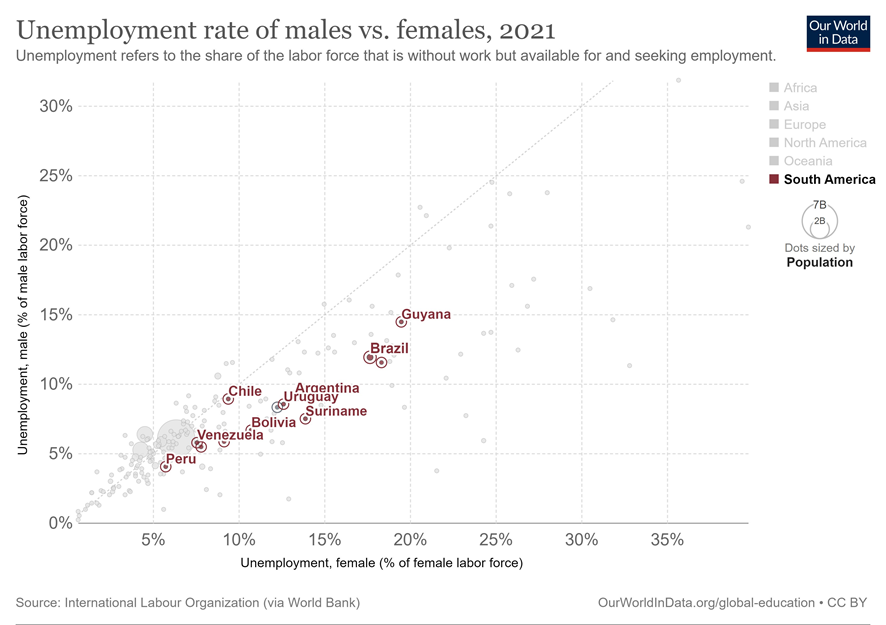 Unemployment rate of males vs. females, 2021
Our World
in Data
Unemployment refers to the share of the labor force that is without work but available for and seeking employment.
30%
25%
20%
15%
10%
5%
0%
Unemployment, male (% of male labor force)
Guyana
Brazil
Chile
Argentina
Uruguay
Suriname
Bolivia
Venezuela
Peru
5%
10%
15%
20%
25%
30%
35%
Unemployment, female (% of female labor force)
Africa
Asia
Europe
North America
Oceania
South America
7B
2B
Dots sized by
Population
Source: International Labour Organization (via World Bank)
OurWorldInData.org/global-education • CC BY